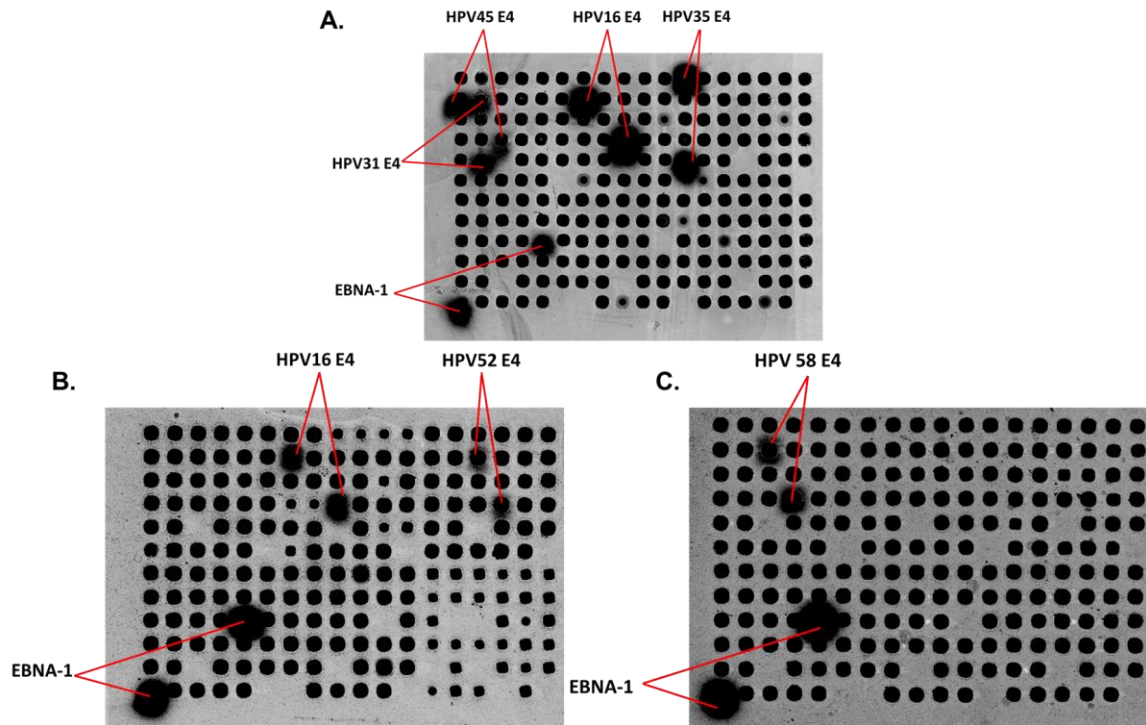 A.
HPV45 E4
HPV16 E4
HPV35 E4
HPV31 E4
EBNA-1
B.
HPV16 E4
HPV52 E4
EBNA-1
C.
HPV 58 E4
EBNA-1